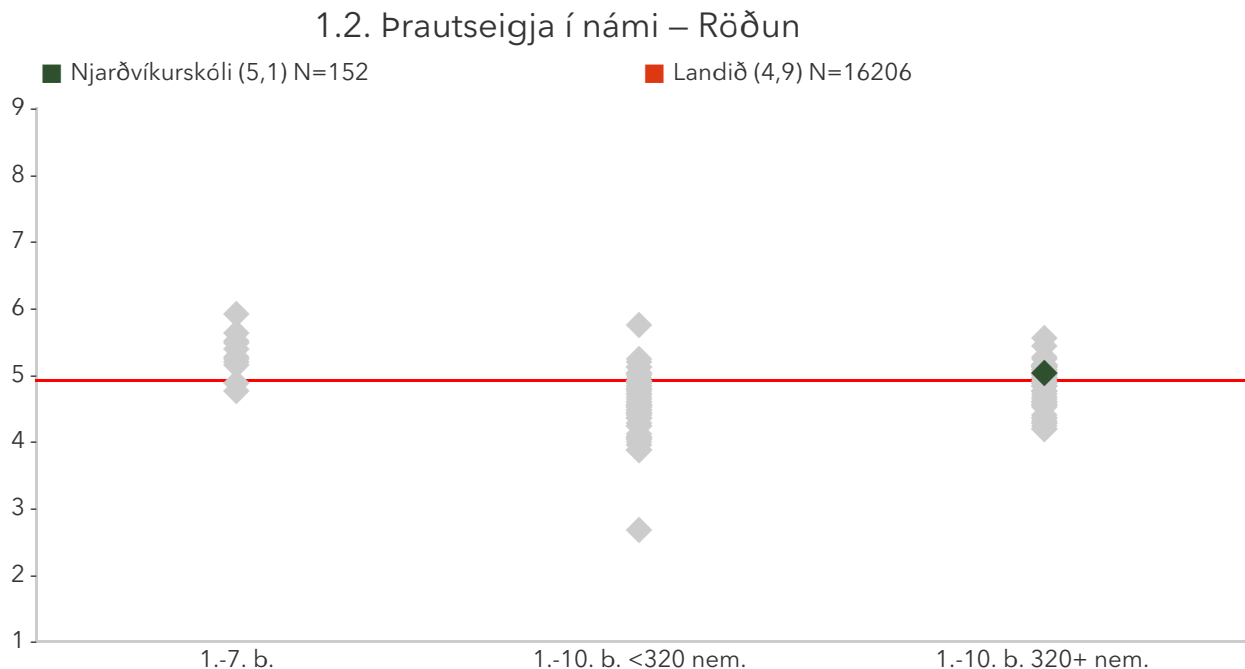 1.2. Þrautseigja í námi – Röðun
Njarðvíkurskóli (5,1) N=152
Landið (4,9) N=16206
9
8
7
6
5
4
3
2
1
1.-7. b.
1.-10. b. <320 nem.
1.-10. b. 320+ nem.